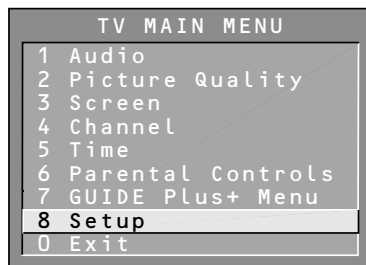 TV MAIN MENU
1 Audio
2 Picture Quality
3 Screen
4 Channel
5 Time
6 Parental Controls
7 GUIDE Plus+ Menu
8 Setup
0 Exit